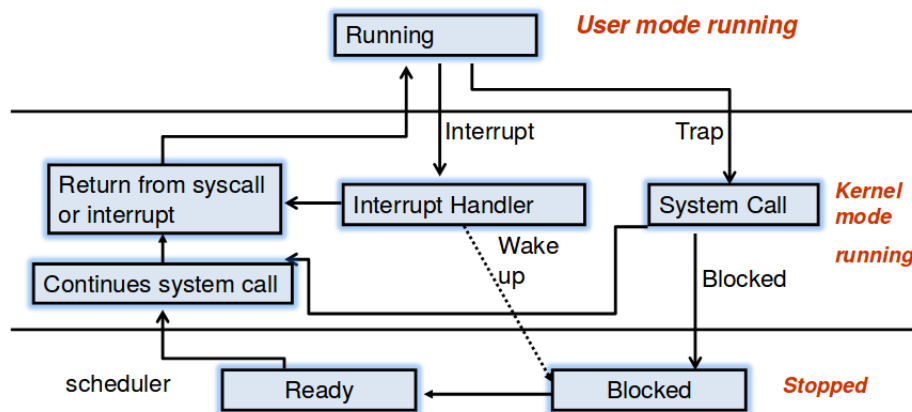 Running
User mode running
Interrupt
Trap
Return from syscall
or interrupt
Interrupt Handler
System Call
Kernel
mode
running
Wake
up
Continues system call
Blocked
scheduler
Ready
Blocked
Stopped